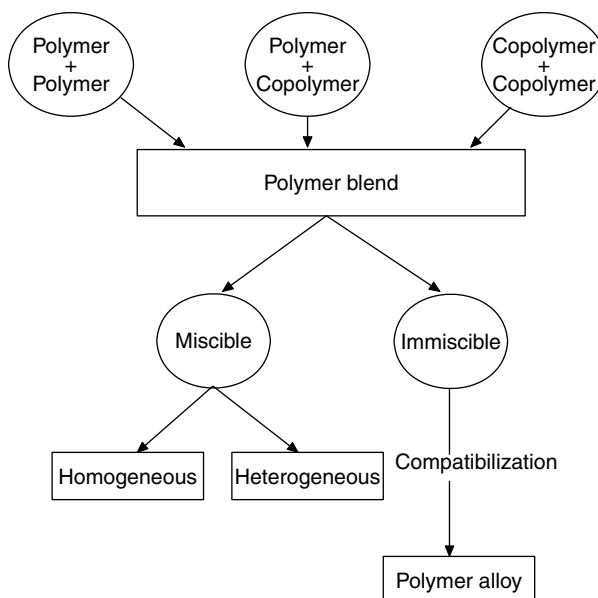 Polymer
+
Polymer
Polymer
+
Copolymer
Copolymer
+
Copolymer
Polymer blend
Miscible
Immiscible
Homogeneous
Heterogeneous
Compatibilization
Polymer alloy